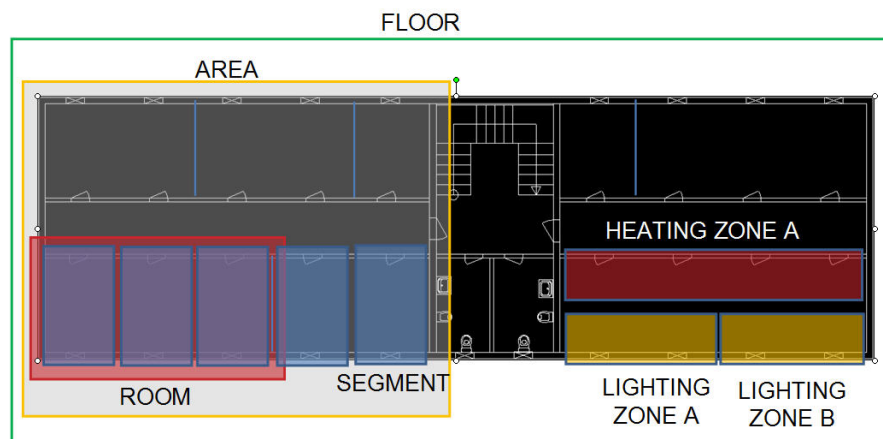 FLOOR
AREA
HEATING ZONE A
ROOM
SEGMENT
LIGHTING
ZONE A
LIGHTING
ZONE B